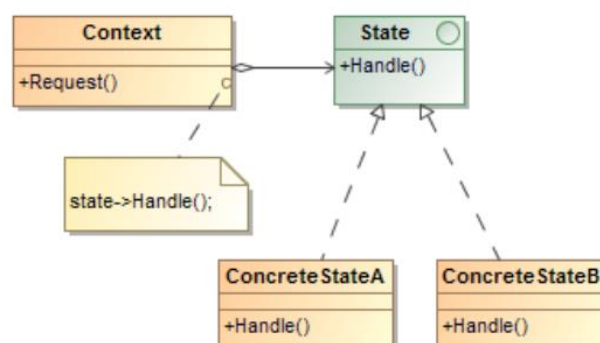 Context
State
+Request()
+Handle()
state->Handle();
ConcreteStateA
ConcreteStateB
+Handle()
+Handle()